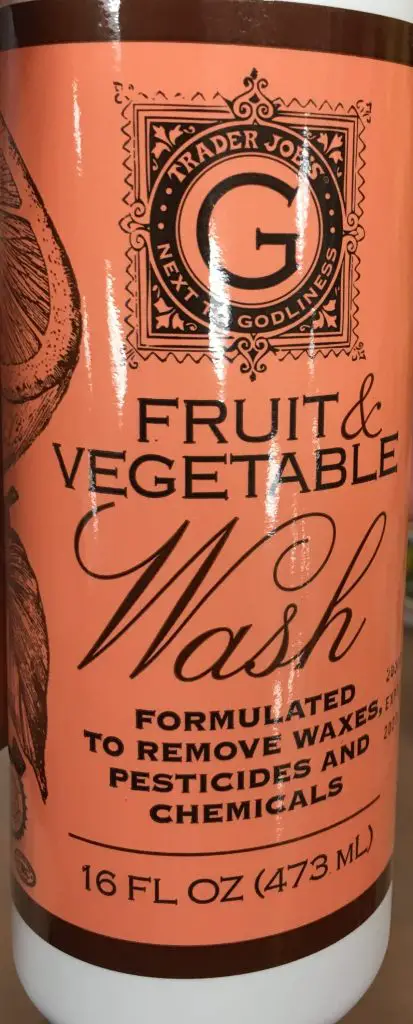 TRADER JOE'S
G
NEXT TO GODLINESS
FRUIT &
VEGETABLE
Wash
FORMULATED
TO REMOVE WAXES,
PESTICIDES AND
CHEMICALS
16 FL OZ (473 ML)